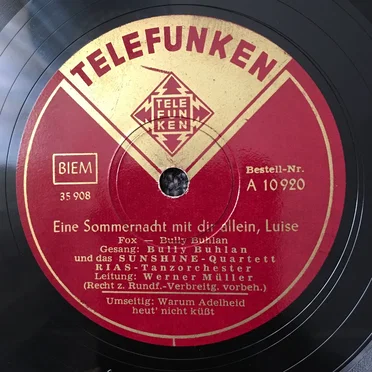 TELEFUNKEN
TELE
FUN
KEN
BIEM
35 908
Bestell-Nr.
A 10 920
Eine Sommernacht mit dir allein, Luise
Fox — Bully Buhlan
Gesang: Bully Buhlan
und das SUNSHINE-Quartett
RIAS-Tanzorchester
Leitung: Werner Müller
(Recht z. Rundf.-Verbreitg. vorbeh.)
Umseitig: Warum Adelheid
heut' nicht küßt